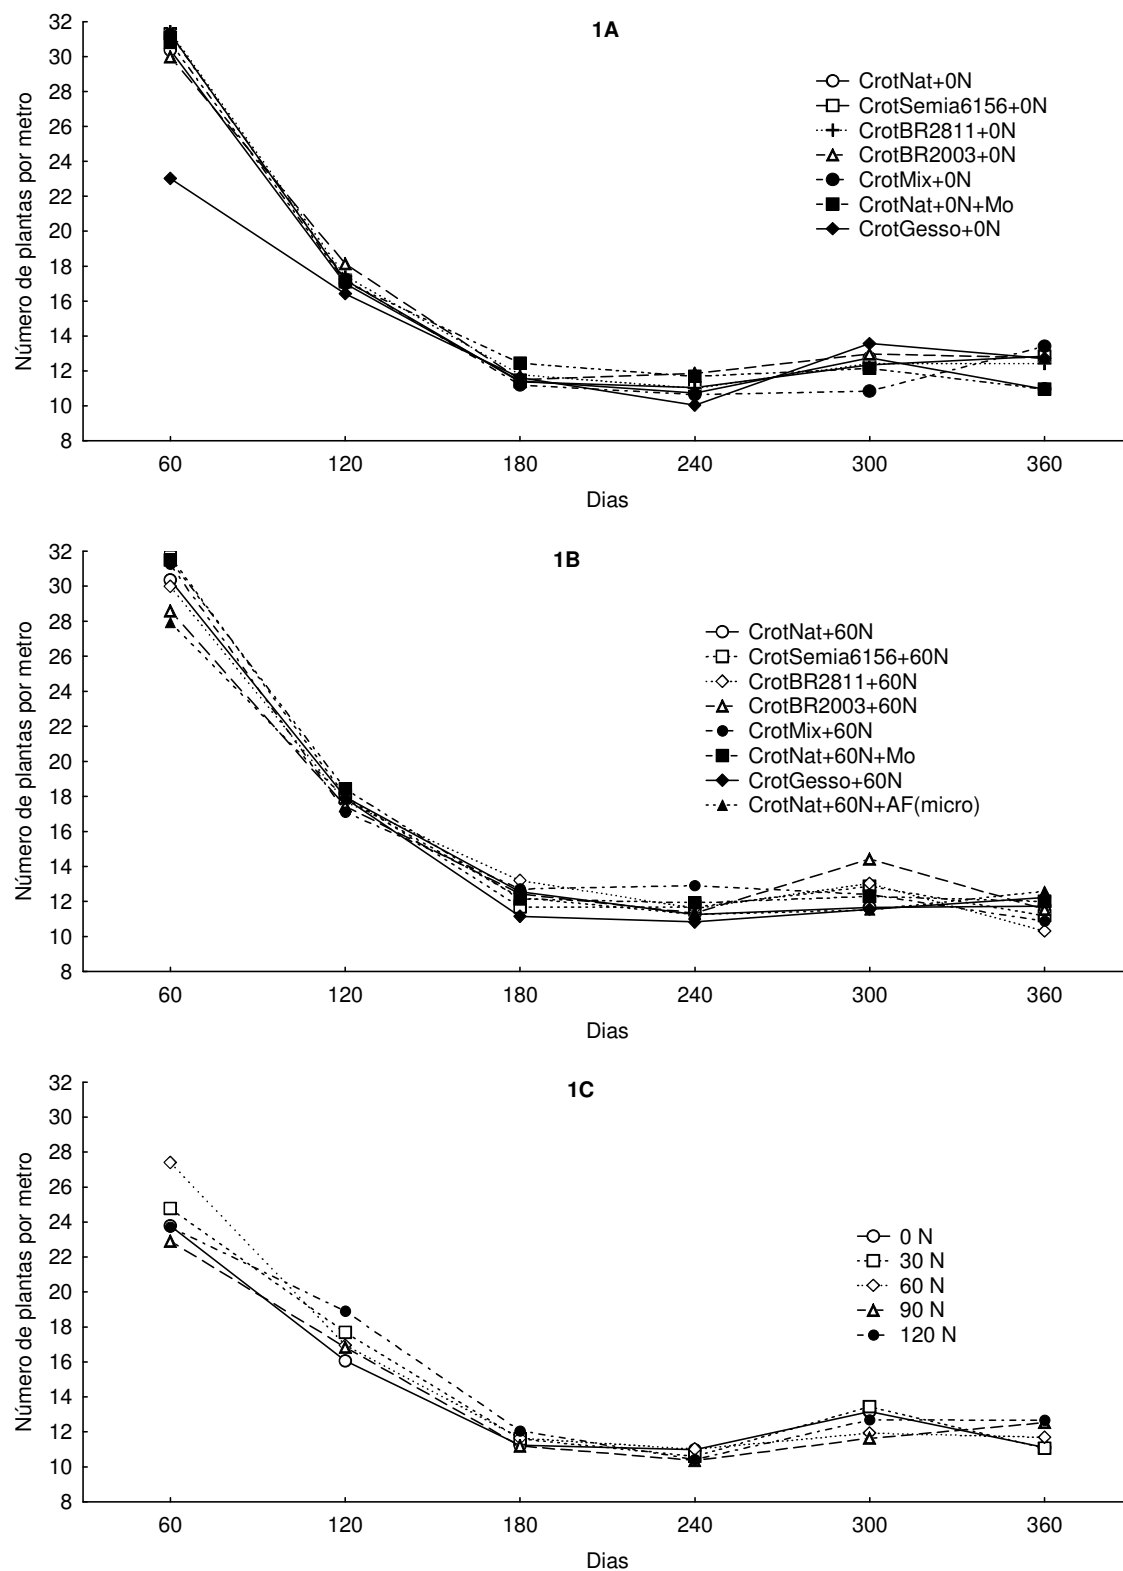 1A
Número de plantas por metro
32
30
28
26
24
22
20
18
16
14
12
10
8
CrotNat+0N
CrotSemia6156+0N
CrotBR2811+0N
CrotBR2003+0N
CrotMix+0N
CrotNat+0N+Mo
CrotGesso+0N
60 120 180 240 300 360
Dias
1B
Número de plantas por metro
32
30
28
26
24
22
20
18
16
14
12
10
8
CrotNat+60N
CrotSemia6156+60N
CrotBR2811+60N
CrotBR2003+60N
CrotMix+60N
CrotNat+60N+Mo
CrotGesso+60N
CrotNat+60N+AF(micro)
60 120 180 240 300 360
Dias
1C
Número de plantas por metro
32
30
28
26
24
22
20
18
16
14
12
10
8
0 N
30 N
60 N
90 N
120 N
60 120 180 240 300 360
Dias